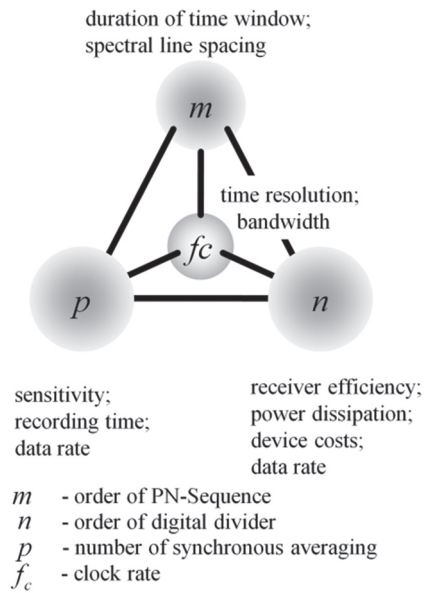 duration of time window;
spectral line spacing
m
time resolution;
bandwidth
fc
p
n
sensitivity;
recording time;
data rate
receiver efficiency;
power dissipation;
device costs;
data rate
m - order of PN-Sequence
n - order of digital divider
p - number of synchronous averaging
f_c - clock rate